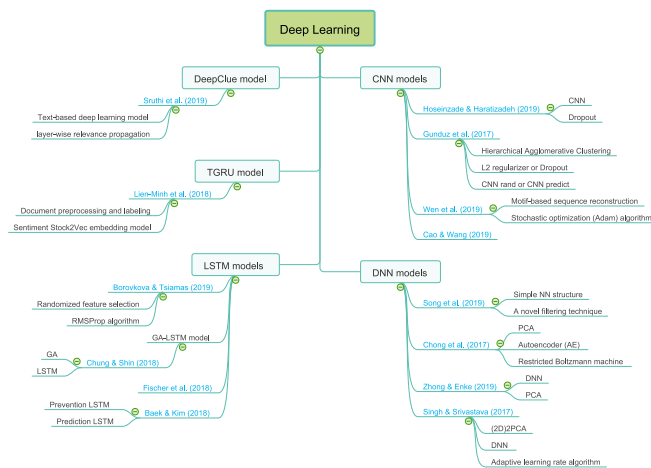 Deep Learning
DeepClue model
Sruthi et al. (2019)
Text-based deep learning model
layer-wise relevance propagation
TGRU model
Lien-Minh et al. (2018)
Document preprocessing and labeling
Sentiment Stock2Vec embedding model
LSTM models
Borovkova & Tsiamas (2019)
Randomized feature selection
RMSProp algorithm
GA-LSTM model
Chung & Shin (2018)
GA
LSTM
Fischer et al. (2018)
Baek & Kim (2018)
Prevention LSTM
Prediction LSTM
CNN models
Hoseinzade & Haratizadeh (2019)
CNN
Dropout
Gunduz et al. (2017)
Hierarchical Agglomerative Clustering
L2 regularizer or Dropout
CNN rand or CNN predict
Wen et al. (2019)
Motif-based sequence reconstruction
Stochastic optimization (Adam) algorithm
Cao & Wang (2019)
DNN models
Song et al. (2019)
Simple NN structure
A novel filtering technique
Chong et al. (2017)
PCA
Autoencoder (AE)
Restricted Boltzmann machine
Zhong & Enke (2019)
DNN
PCA
Singh & Srivastava (2017)
(2D)2PCA
DNN
Adaptive learning rate algorithm